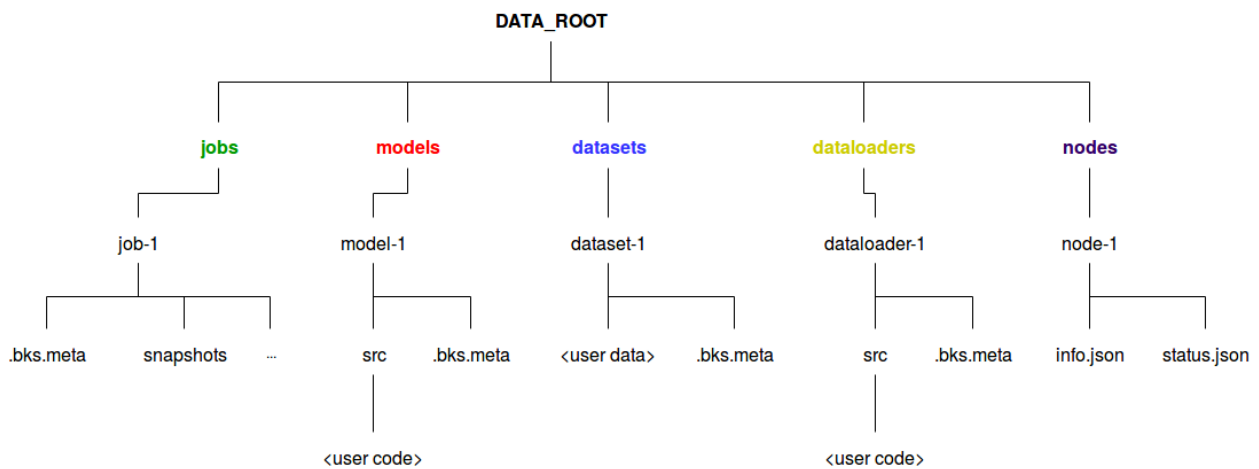 DATA_ROOT
jobs models datasets dataloaders nodes
job-1 model-1 dataset-1 dataloader-1 node-1
.bks.meta snapshots ... src .bks.meta <user data> .bks.meta src .bks.meta info.json status.json
<user code> <user code>